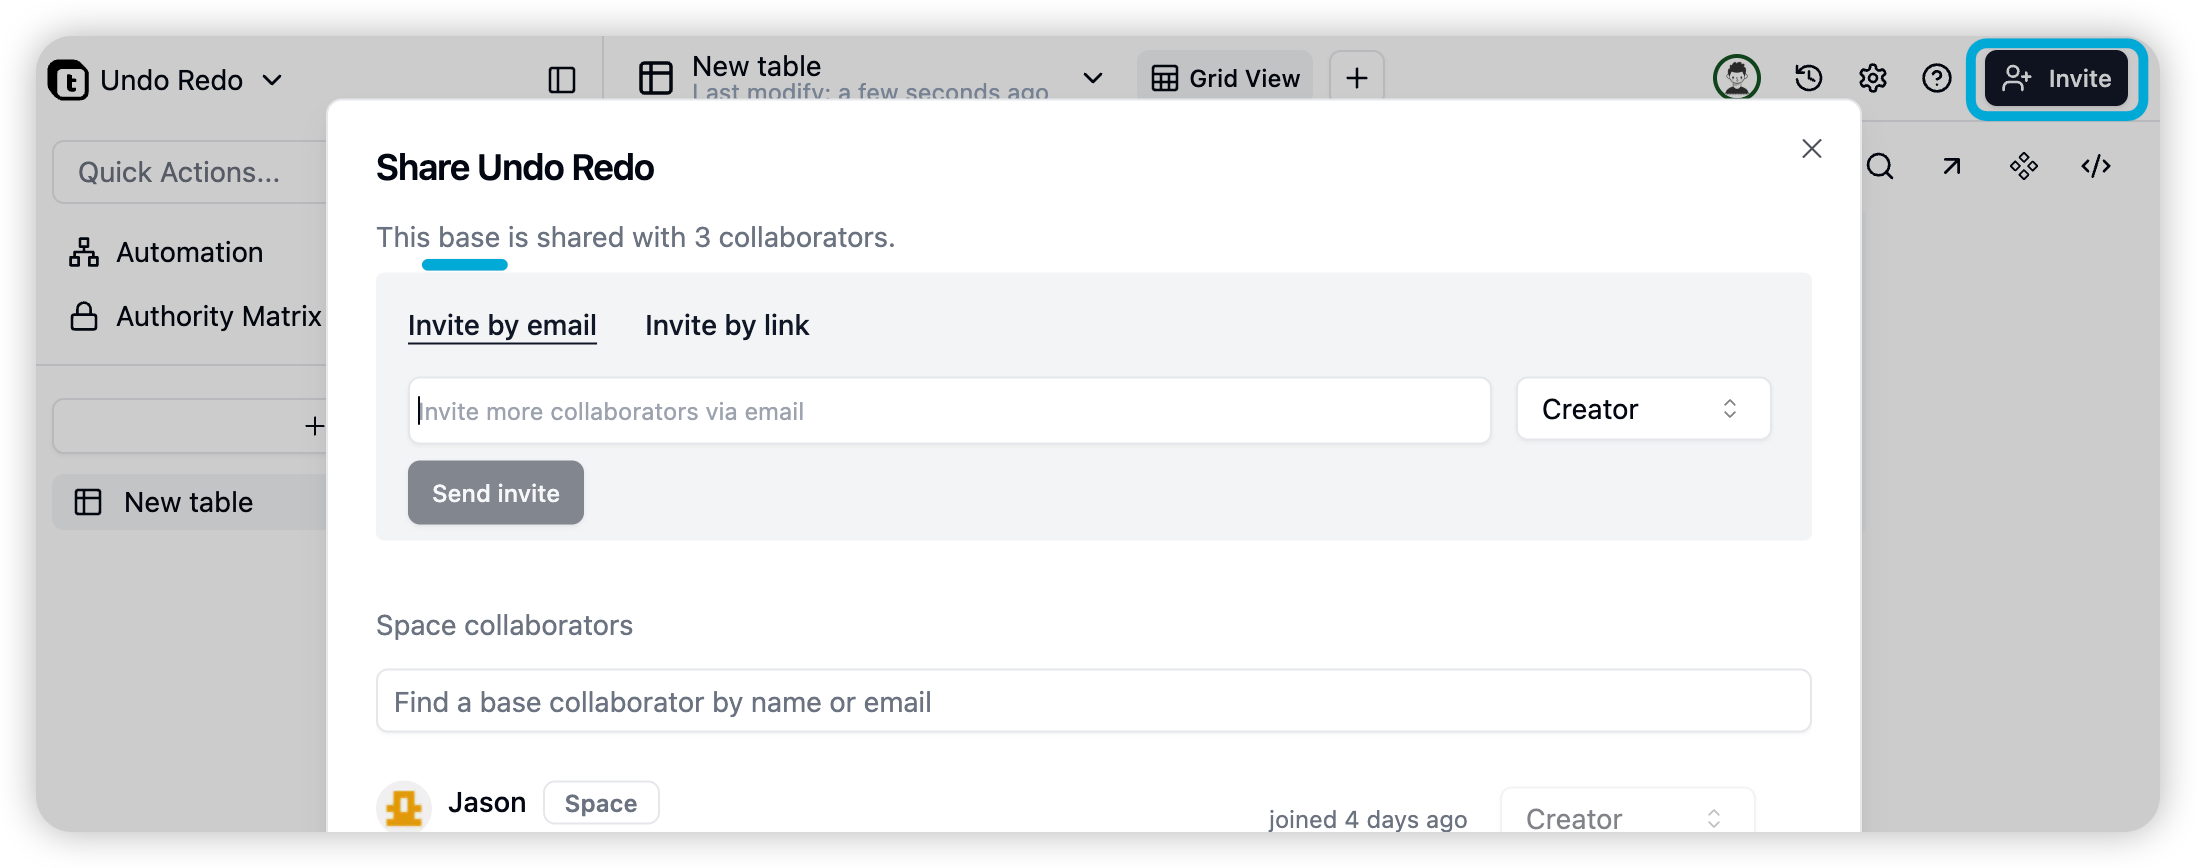 Undo Redo
New table
Last modify: a few seconds ago
Grid View
Invite
Quick Actions...
Automation
Authority Matrix
New table
Share Undo Redo
This base is shared with 3 collaborators.
Invite by email
Invite by link
Invite more collaborators via email
Creator
Send invite
Space collaborators
Find a base collaborator by name or email
Jason
Space
joined 4 days ago
Creator